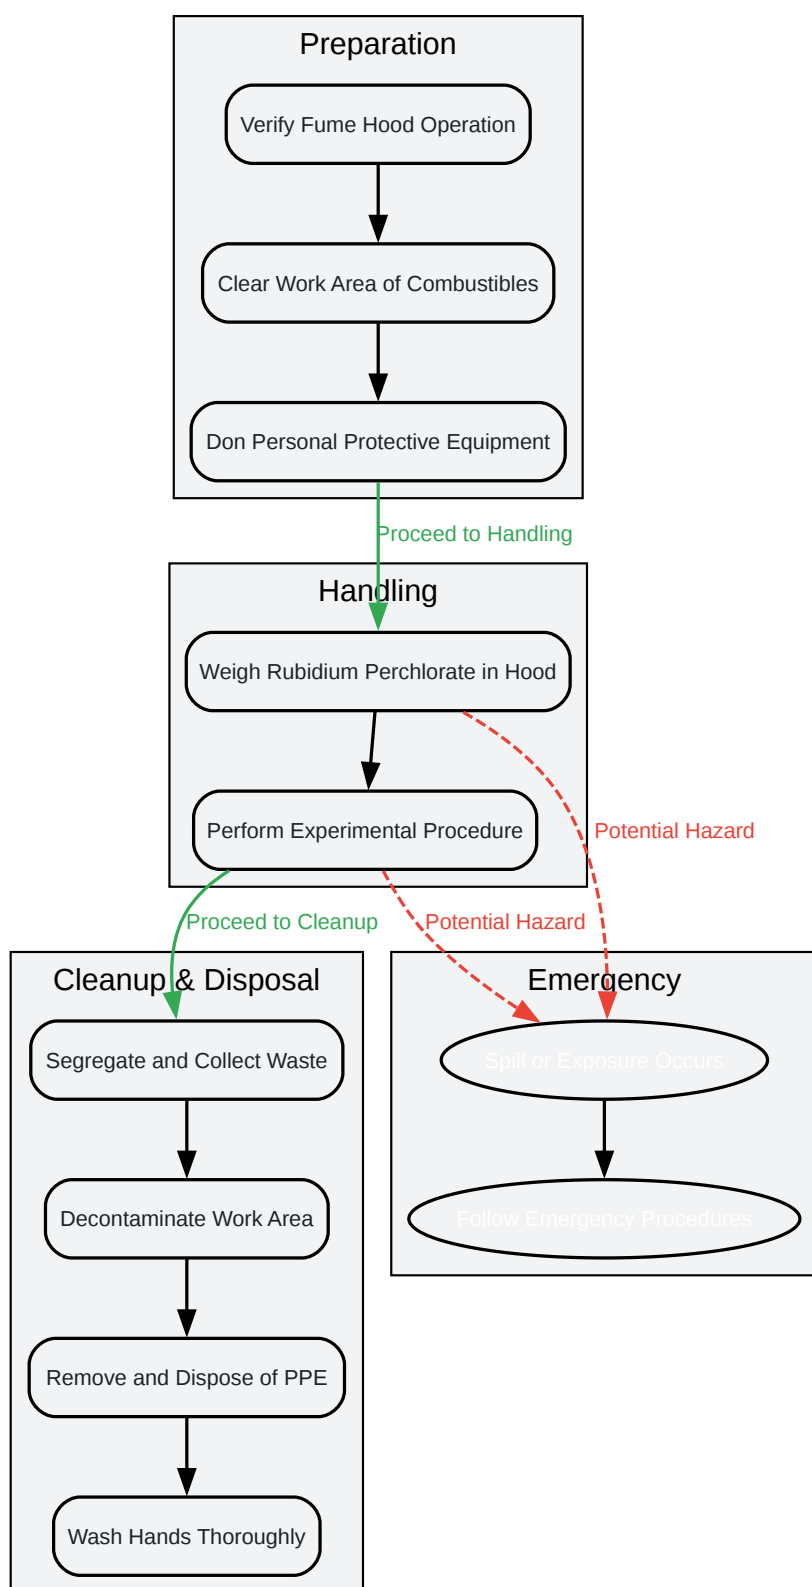 Preparation
Verify Fume Hood Operation
Clear Work Area of Combustibles
Don Personal Protective Equipment
Proceed to Handling
Handling
Weigh Rubidium Perchlorate in Hood
Perform Experimental Procedure
Potential Hazard
Proceed to Cleanup
Potential Hazard
Cleanup & Disposal
Segregate and Collect Waste
Decontaminate Work Area
Remove and Dispose of PPE
Wash Hands Thoroughly
Emergency
Spill or Exposure Occurs
Follow Emergency Procedures